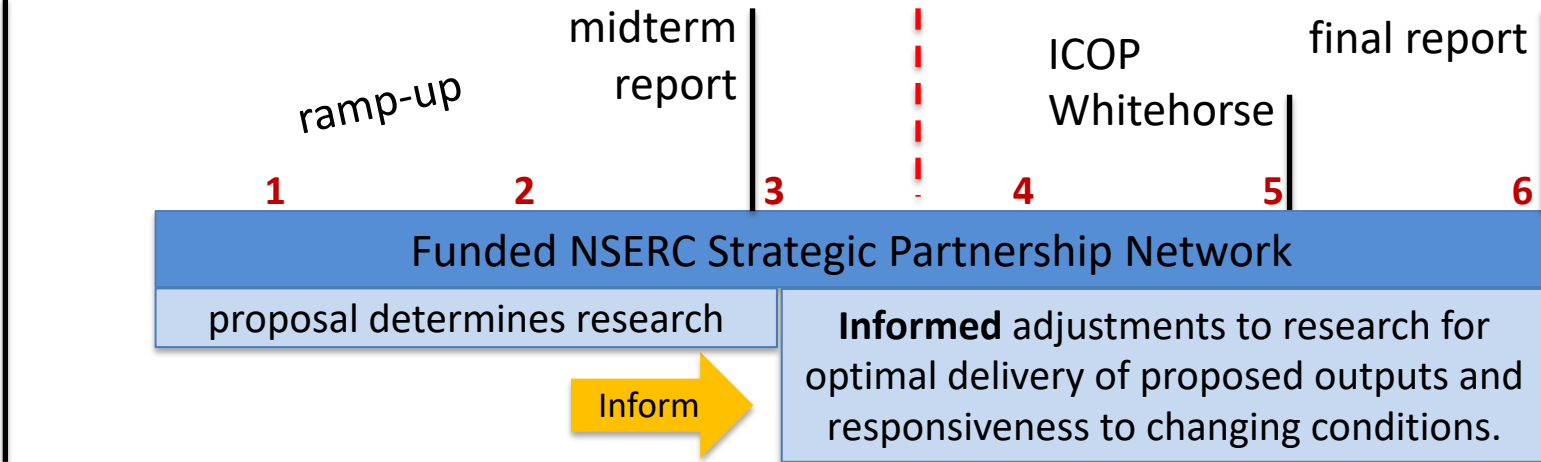 midterm
report
ramp-up
ICOP
Whitehorse
final report
1 2 3 4 5 6
Funded NSERC Strategic Partnership Network
proposal determines research
Informed adjustments to research for
optimal delivery of proposed outputs and
responsiveness to changing conditions.
Inform